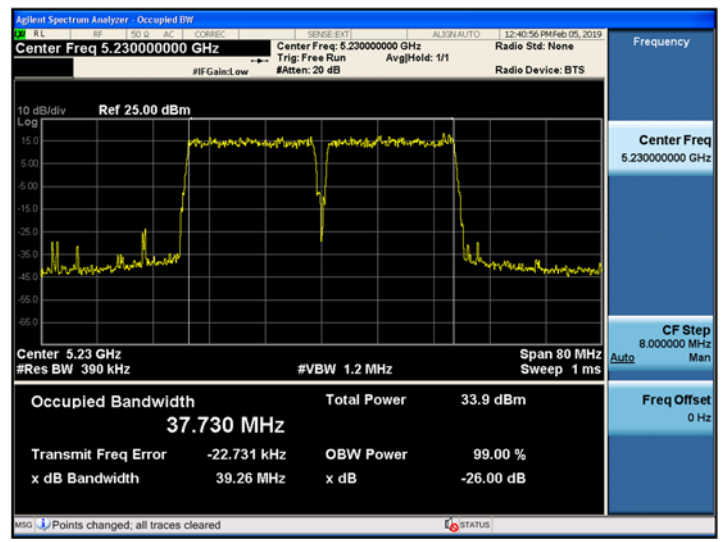 Agilent Spectrum Analyzer - Occupied BW
RL RF 50 Ω AC CORREC SENSE:EXT ALIGNAUTO 12:40:56 PM Feb 05, 2019
Center Freq 5.230000000 GHz
Center Freq: 5.230000000 GHz
Radio Std: None
Trig: Free Run Avg|Hold: 1/1
#IFGain:Low
#Atten: 20 dB
Radio Device: BTS
10 dB/div Ref 25.00 dBm
Log
15.0
5.00
-5.00
-15.0
-25.0
-35.0
-45.0
-55.0
-65.0
Center 5.23 GHz
Span 80 MHz
#Res BW 390 kHz
#VBW 1.2 MHz
Sweep 1 ms
Occupied Bandwidth
37.730 MHz
Total Power 33.9 dBm
Transmit Freq Error -22.731 kHz
OBW Power 99.00 %
x dB Bandwidth 39.26 MHz
x dB -26.00 dB
MSG Points changed; all traces cleared
STATUS
Frequency
Center Freq
5.230000000 GHz
CF Step
8.000000 MHz
Auto Man
Freq Offset
0 Hz